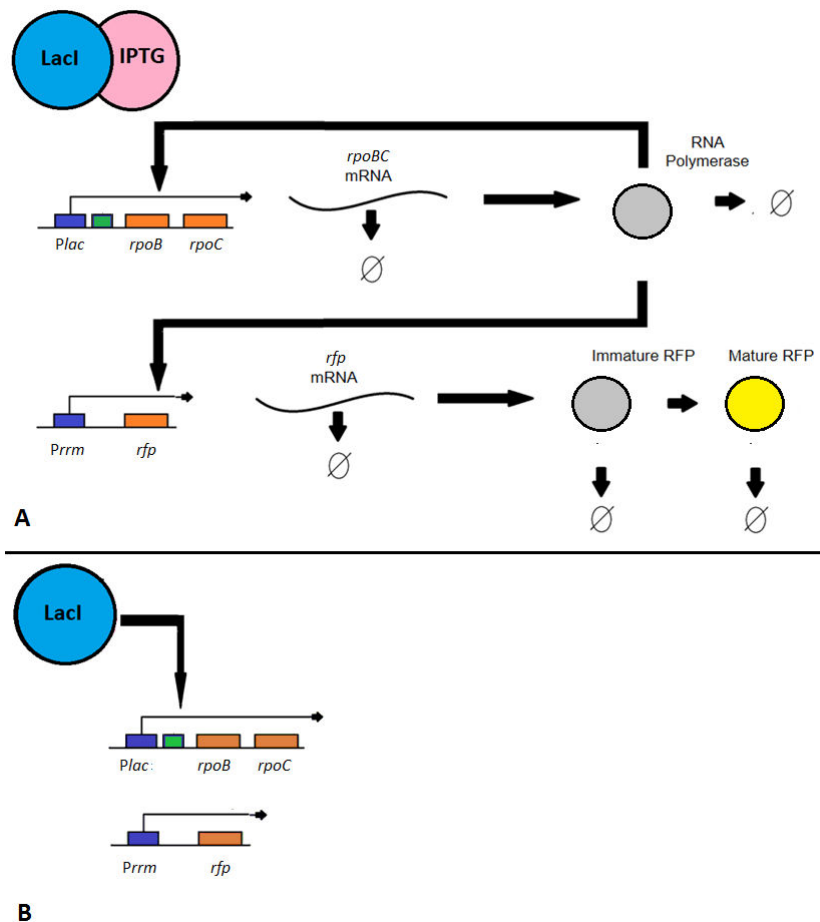 LacI IPTG
RNA
Polymerase
rpoBC
mRNA
∅
∅
Plac rpoB rpoC
rfp
mRNA
Immature RFP Mature RFP
∅
∅ ∅
Prrm rfp
A
LacI
Plac: rpoB rpoC
Prrm rfp
B